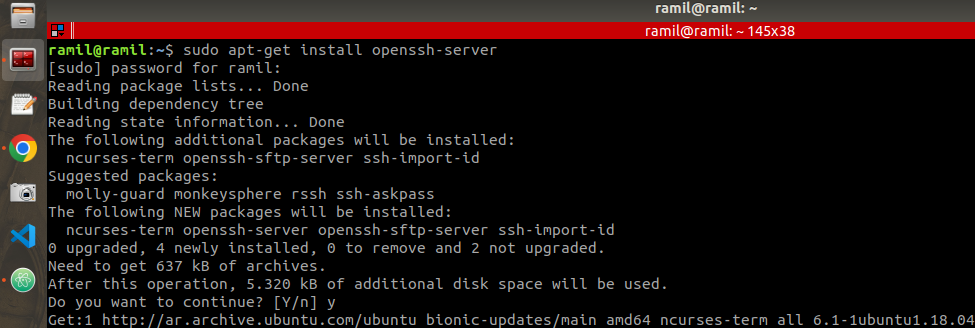 ramil@ramil: ~
ramil@ramil: ~ 145x38
ramil@ramil:~$ sudo apt-get install openssh-server
[sudo] password for ramil:
Reading package lists... Done
Building dependency tree
Reading state information... Done
The following additional packages will be installed:
  ncurses-term openssh-sftp-server ssh-import-id
Suggested packages:
  molly-guard monkeysphere rssh ssh-askpass
The following NEW packages will be installed:
  ncurses-term openssh-server openssh-sftp-server ssh-import-id
0 upgraded, 4 newly installed, 0 to remove and 2 not upgraded.
Need to get 637 kB of archives.
After this operation, 5.320 kB of additional disk space will be used.
Do you want to continue? [Y/n] y
Get:1 http://ar.archive.ubuntu.com/ubuntu bionic-updates/main amd64 ncurses-term all 6.1-1ubuntu1.18.04